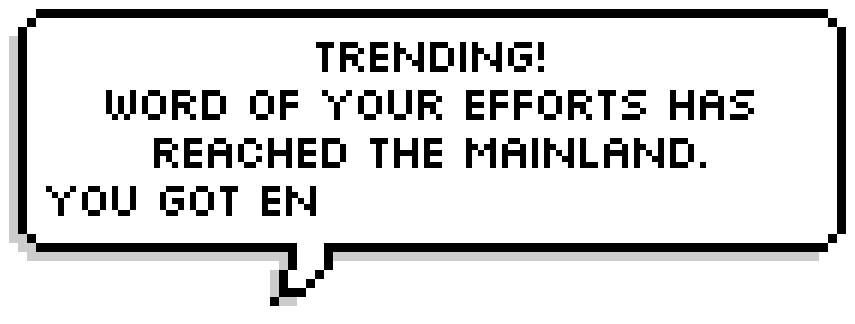 TRENDING!
WORD OF YOUR EFFORTS HAS
REACHED THE MAINLAND.
YOU GOT EN